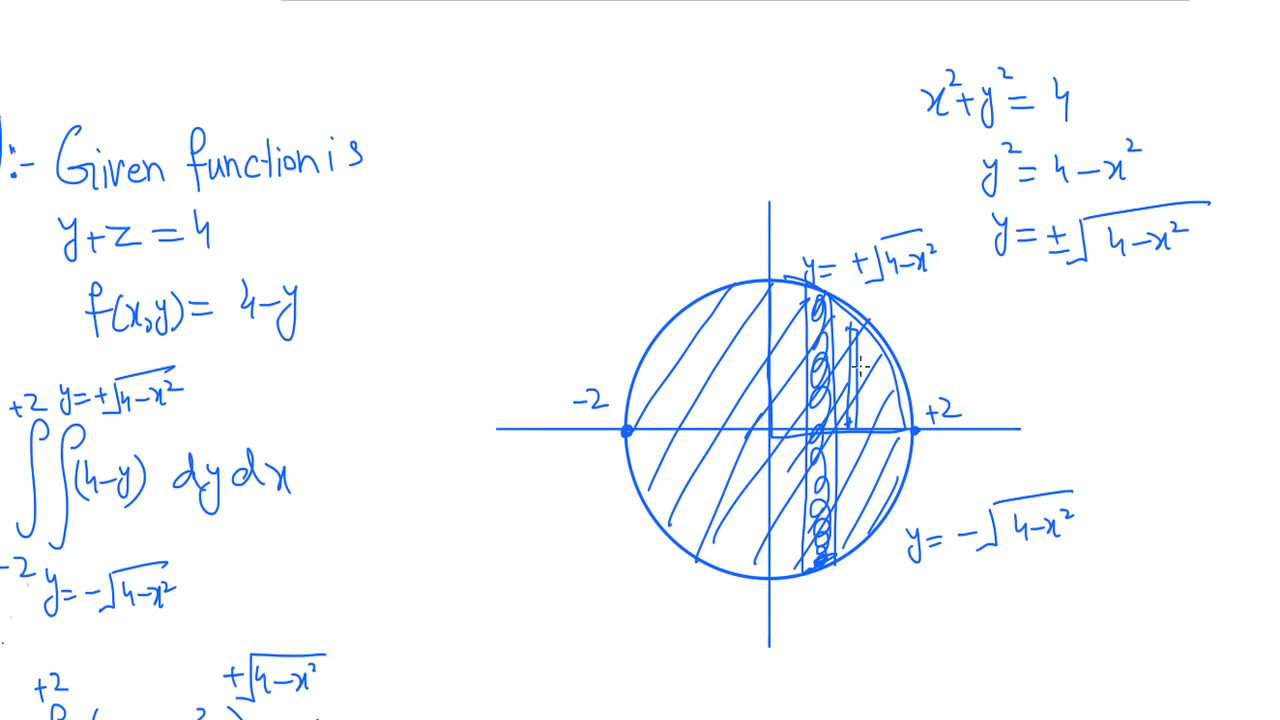 ):- Given function is
y+z=4
f(x,y)= 4-y
+2 y=+√4-x²
∫∫(4-y) dy dx
-2 y=-√4-x²
+2 +√4-x²
x²+y²= 4
y²= 4-x²
y=±√4-x²
y= +√4-x²
-2
+2
y= -√4-x²